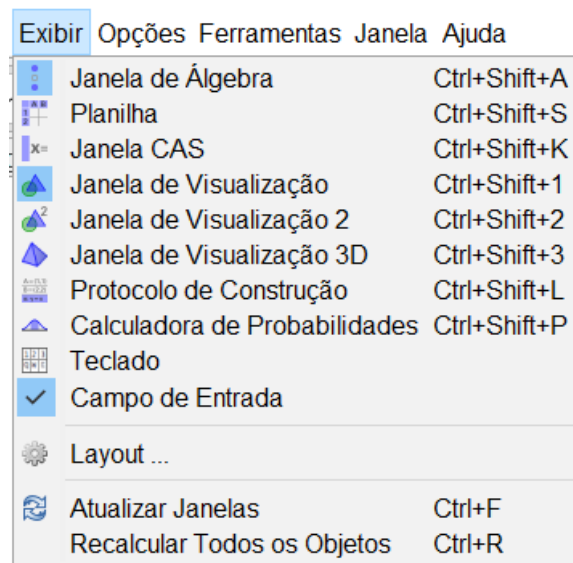 Exibir Opções Ferramentas Janela Ajuda
Janela de Álgebra Ctrl+Shift+A
Planilha Ctrl+Shift+S
Janela CAS Ctrl+Shift+K
Janela de Visualização Ctrl+Shift+1
Janela de Visualização 2 Ctrl+Shift+2
Janela de Visualização 3D Ctrl+Shift+3
Protocolo de Construção Ctrl+Shift+L
Calculadora de Probabilidades Ctrl+Shift+P
Teclado
Campo de Entrada
Layout ...
Atualizar Janelas Ctrl+F
Recalcular Todos os Objetos Ctrl+R